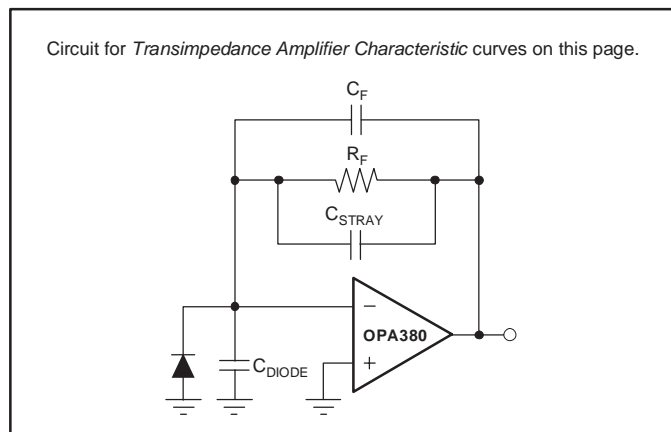 Circuit for Transimpedance Amplifier Characteristic curves on this page.
C_F
R_F
C_STRAY
−
OPA380
+
C_DIODE